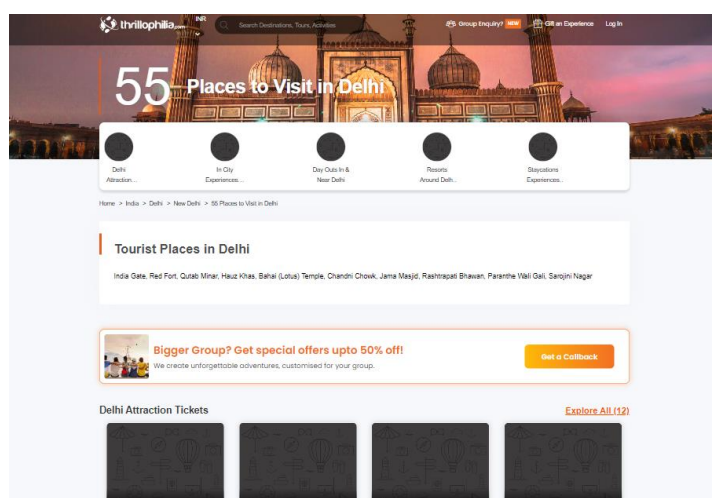 thrillophilia.com
INR
Search Destinations, Tours, Activities
Group Enquiry? NEW
Gift an Experience
Log In
55 Places to Visit in Delhi
Delhi
Attraction...
In City
Experiences...
Day Outs In &
Near Delhi
Resorts
Around Delh...
Staycations
Experiences...
Home > India > Delhi > New Delhi > 55 Places to Visit in Delhi
Tourist Places in Delhi
India Gate, Red Fort, Qutab Minar, Hauz Khas, Bahai (Lotus) Temple, Chandni Chowk, Jama Masjid, Rashtrapati Bhawan, Paranthe Wali Gali, Sarojini Nagar
Bigger Group? Get special offers upto 50% off!
We create unforgettable adventures, customised for your group.
Get a Callback
Delhi Attraction Tickets
Explore All (12)